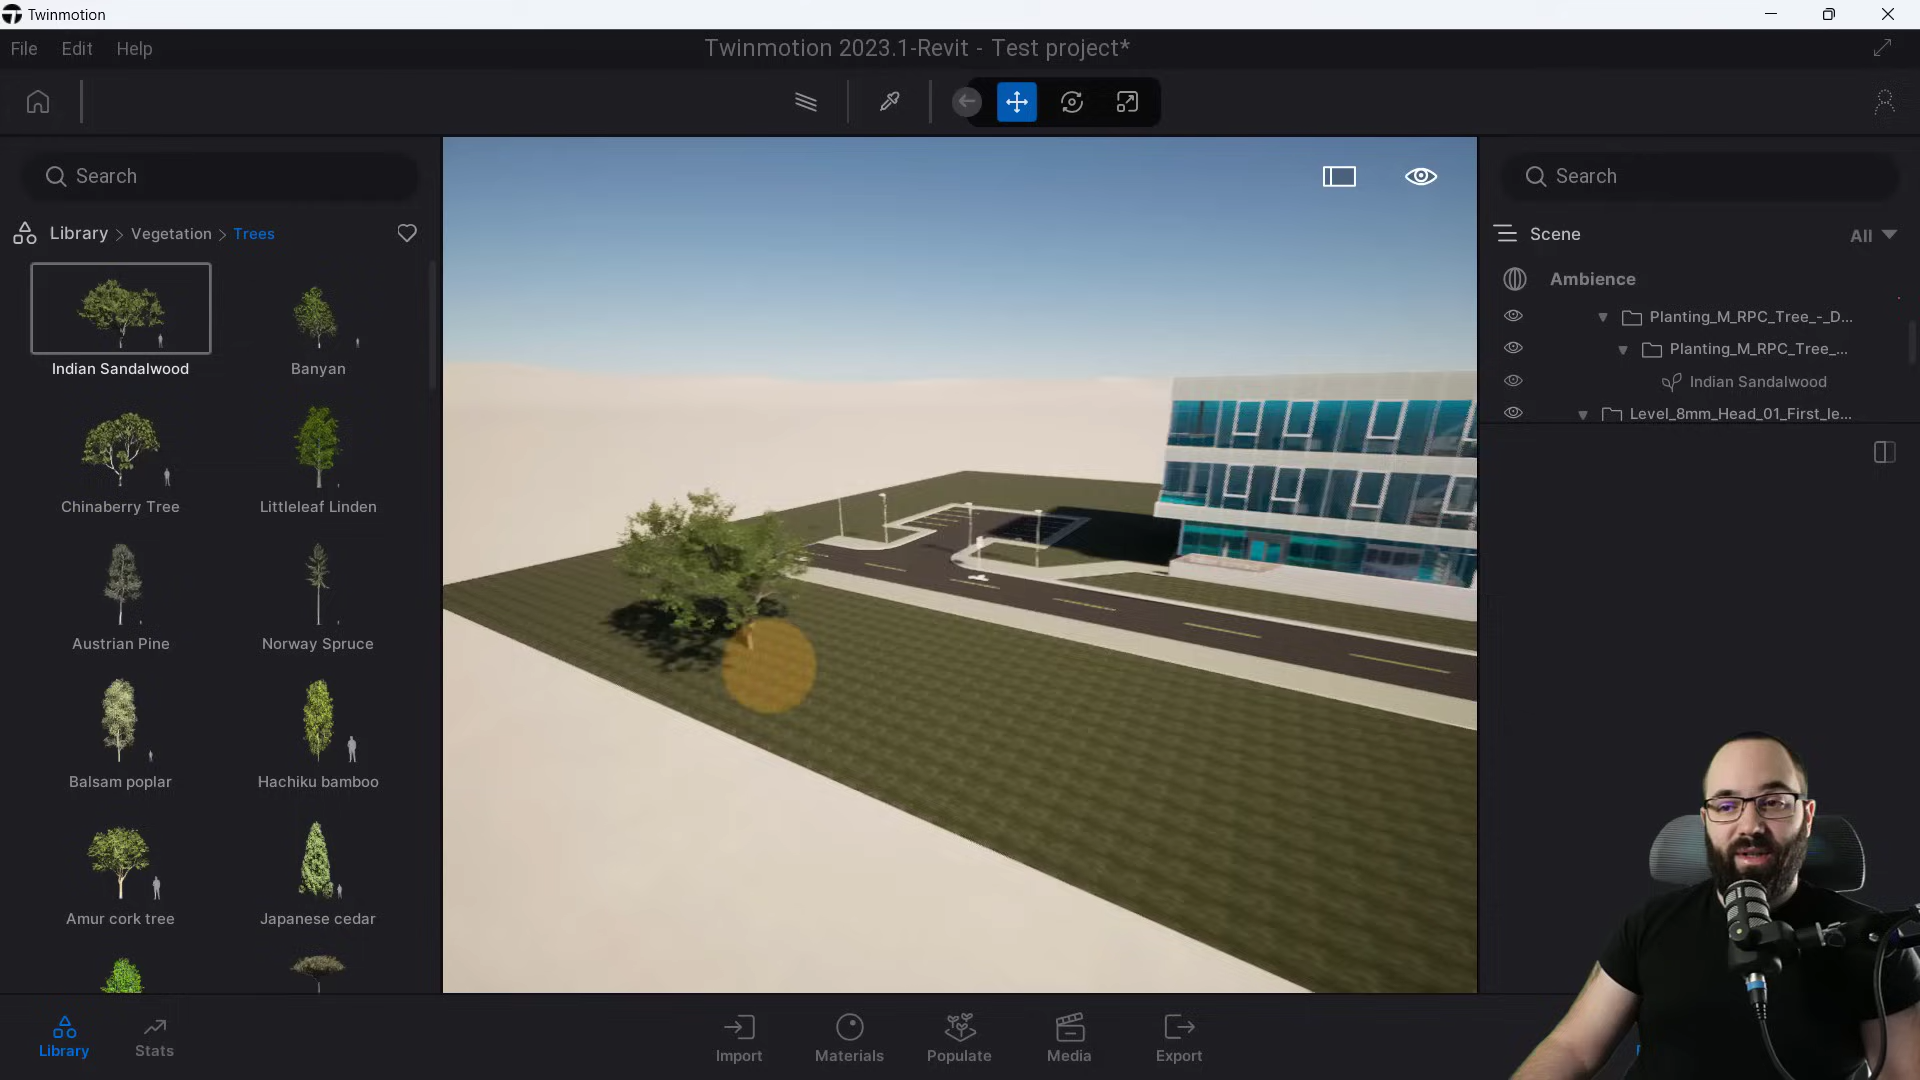 Twinmotion
File Edit Help
Twinmotion 2023.1-Revit - Test project*
Search
Library > Vegetation > Trees
Indian Sandalwood
Banyan
Chinaberry Tree
Littleleaf Linden
Austrian Pine
Norway Spruce
Balsam poplar
Hachiku bamboo
Amur cork tree
Japanese cedar
Search
Scene
All
Ambience
Planting_M_RPC_Tree_-_D...
Planting_M_RPC_Tree_...
Indian Sandalwood
Level_8mm_Head_01_First_le...
Library
Stats
Import
Materials
Populate
Media
Export